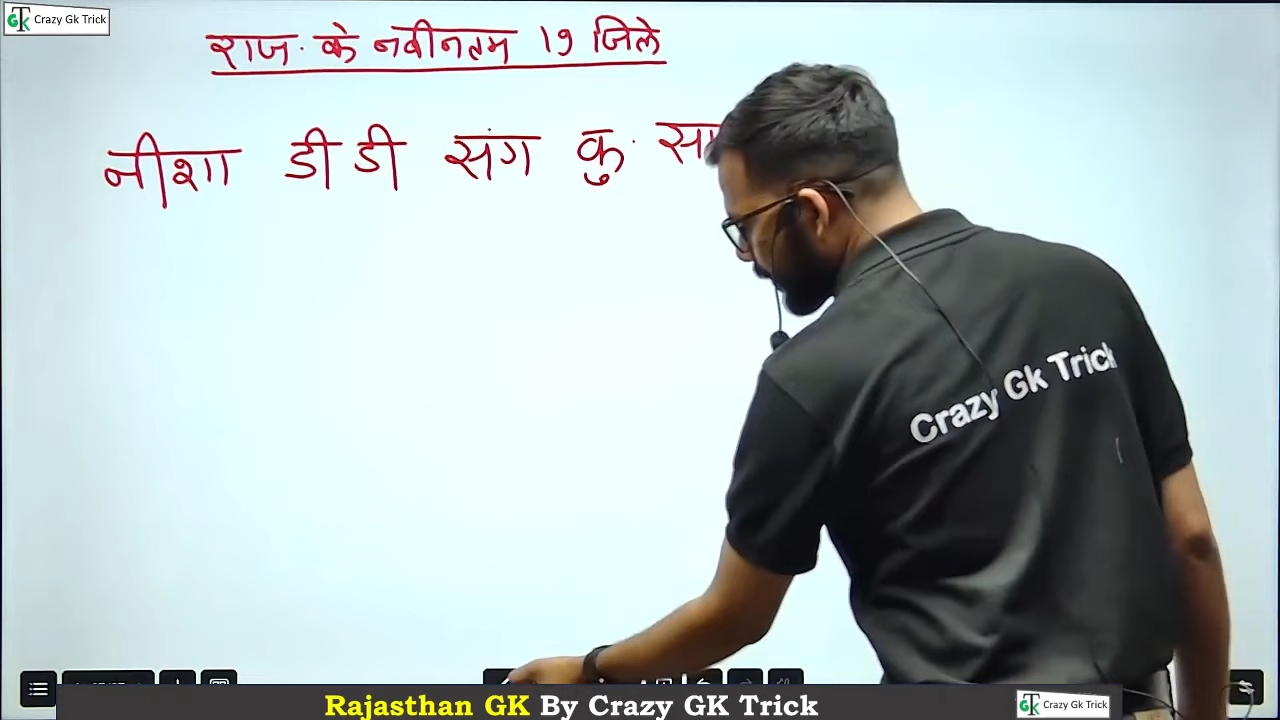 Crazy Gk Trick
राज. के नवीनतम 19 जिले
नीशा डी डी संग कु.
Crazy Gk Trick
Rajasthan GK By Crazy GK Trick
Crazy GK Trick